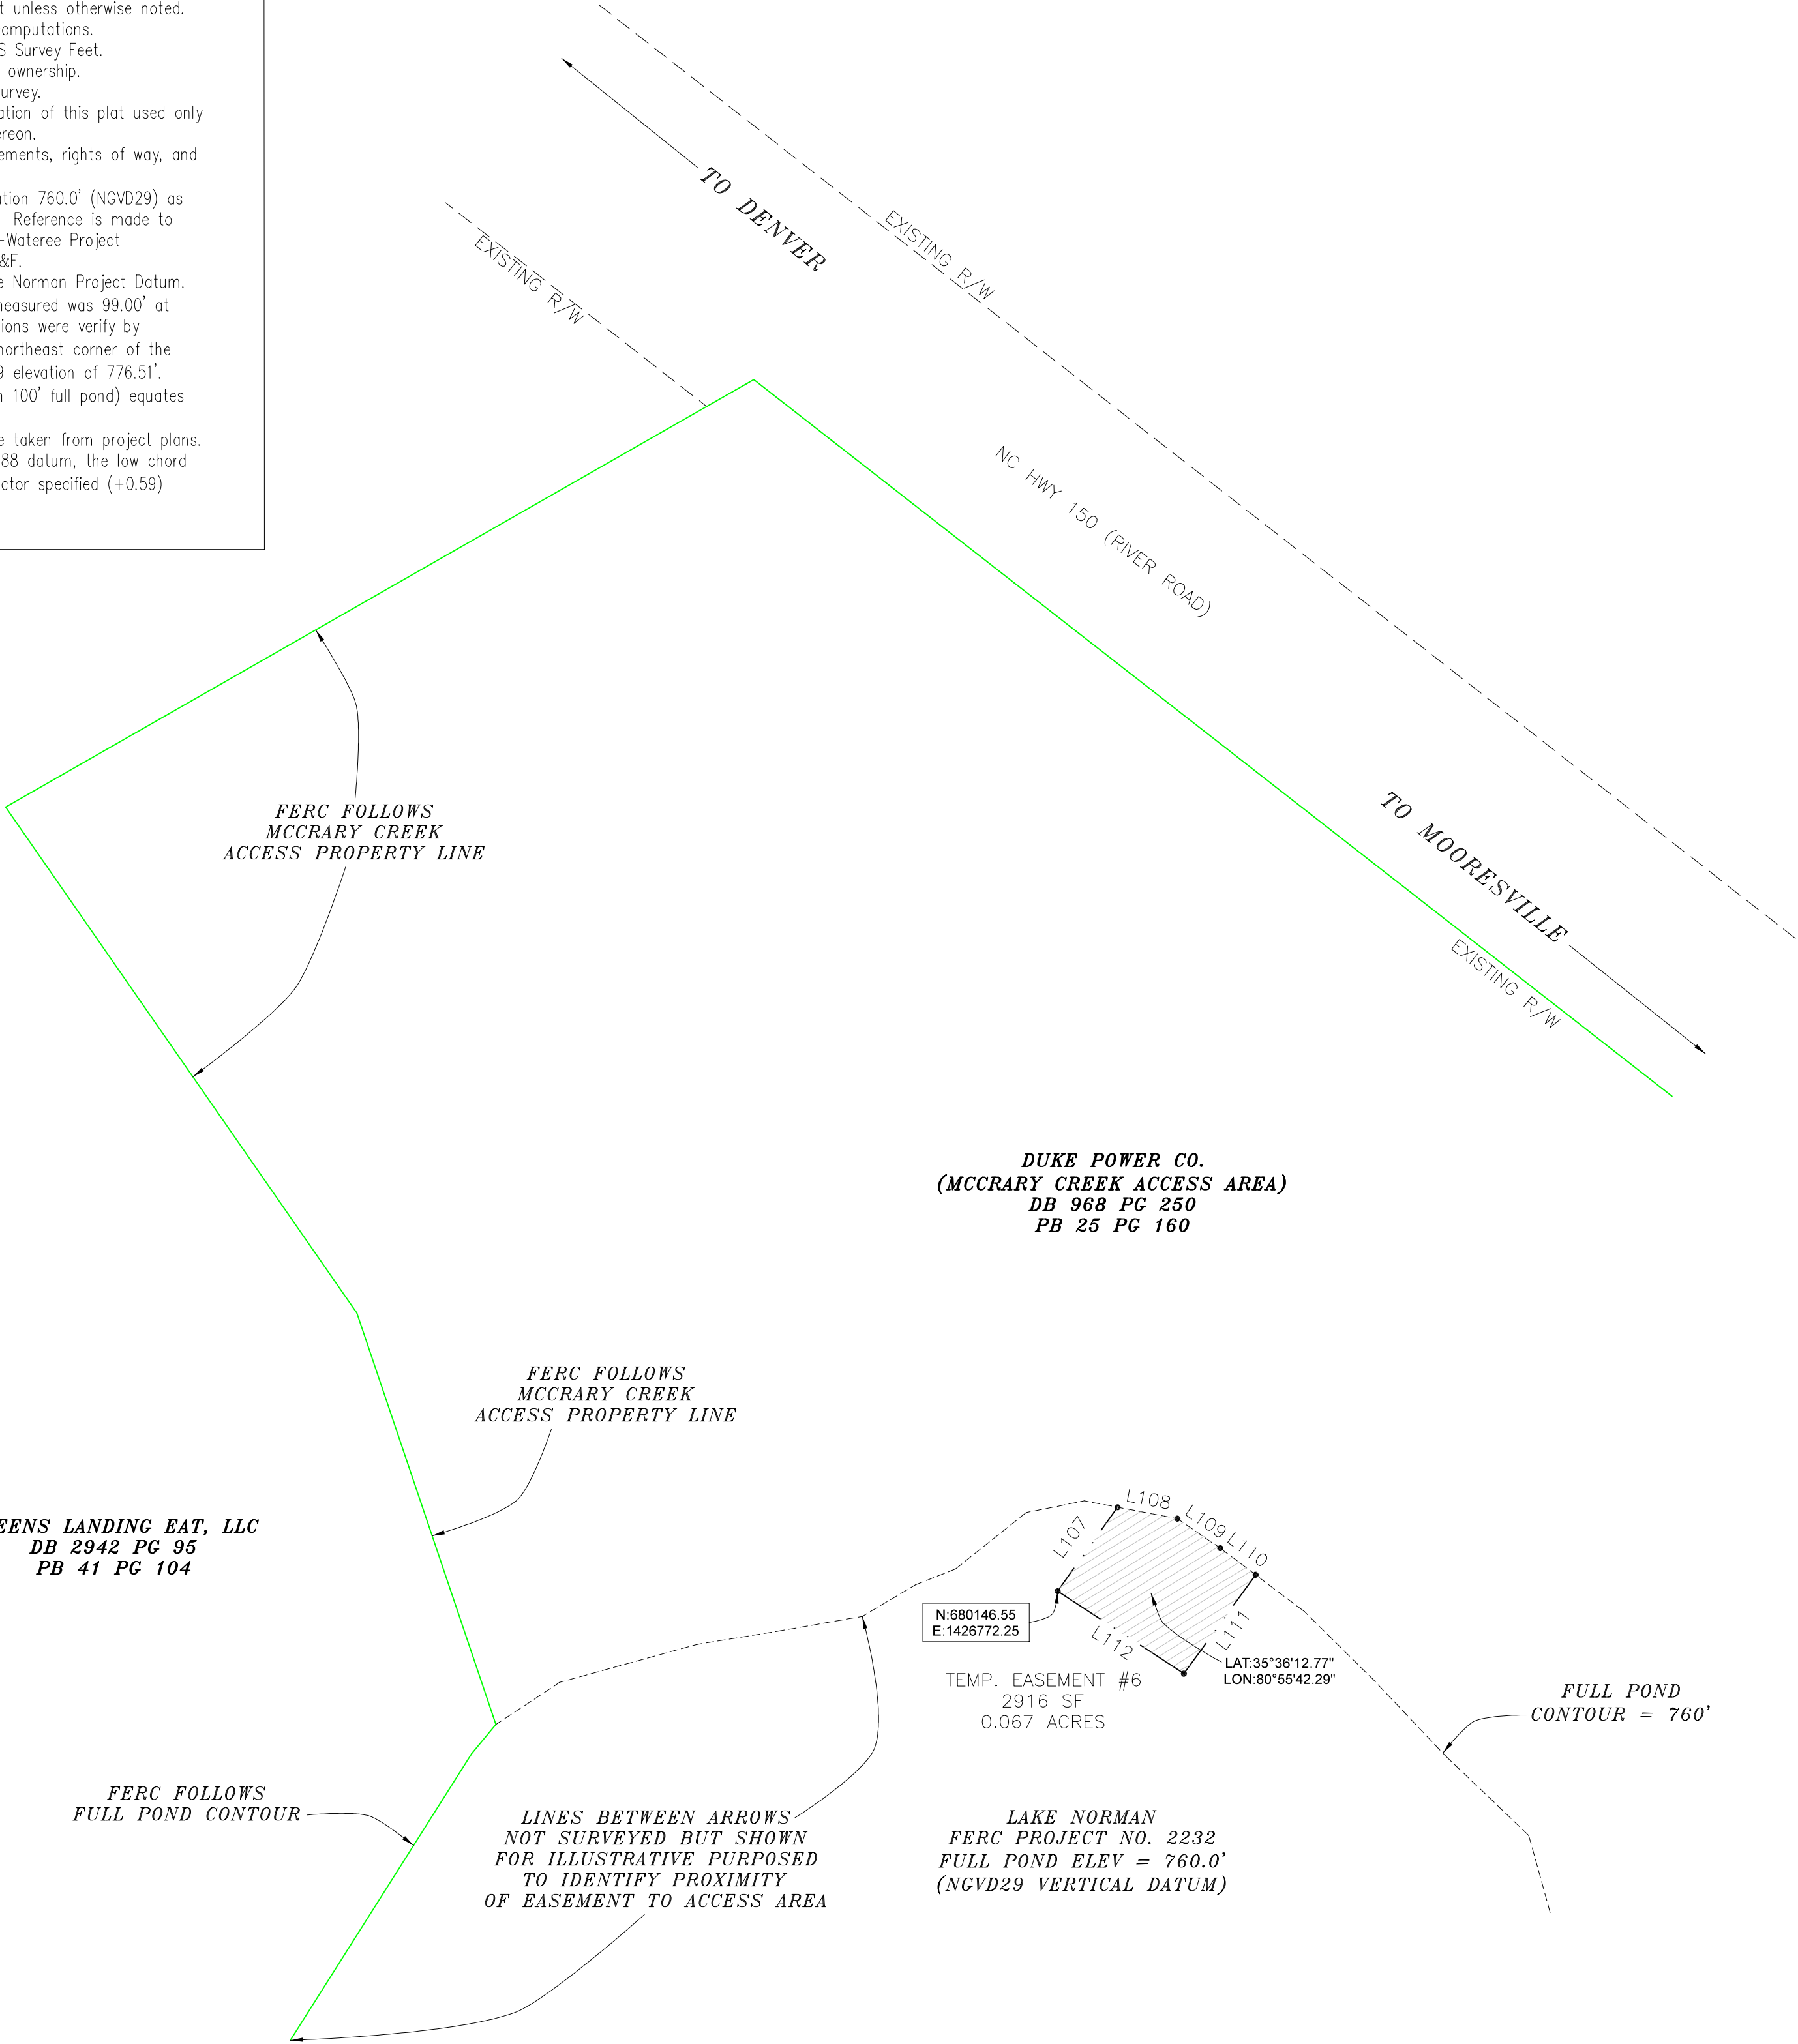 t unless otherwise noted.
omputations.
S Survey Feet.
ownership.
urvey.
ation of this plat used only
ereon.
ements, rights of way, and
ation 760.0' (NGVD29) as
Reference is made to
-Wateree Project
&F.
e Norman Project Datum.
measured was 99.00' at
tions were verify by
northeast corner of the
9 elevation of 776.51'.
n 100' full pond) equates
e taken from project plans.
88 datum, the low chord
ctor specified (+0.59)
TO DENVER
EXISTING R/W
EXISTING R/W
NC HWY 150 (RIVER ROAD)
TO MOORESVILLE
EXISTING R/W
FERC FOLLOWS
MCCRARY CREEK
ACCESS PROPERTY LINE
DUKE POWER CO.
(MCCRARY CREEK ACCESS AREA)
DB 968 PG 250
PB 25 PG 160
FERC FOLLOWS
MCCRARY CREEK
ACCESS PROPERTY LINE
EENS LANDING EAT, LLC
DB 2942 PG 95
PB 41 PG 104
L107
L108
L109
L110
L111
L112
N:680146.55
E:1426772.25
LAT:35°36'12.77"
LON:80°55'42.29"
TEMP. EASEMENT #6
2916 SF
0.067 ACRES
FULL POND
CONTOUR = 760'
FERC FOLLOWS
FULL POND CONTOUR
LINES BETWEEN ARROWS
NOT SURVEYED BUT SHOWN
FOR ILLUSTRATIVE PURPOSED
TO IDENTIFY PROXIMITY
OF EASEMENT TO ACCESS AREA
LAKE NORMAN
FERC PROJECT NO. 2232
FULL POND ELEV = 760.0'
(NGVD29 VERTICAL DATUM)